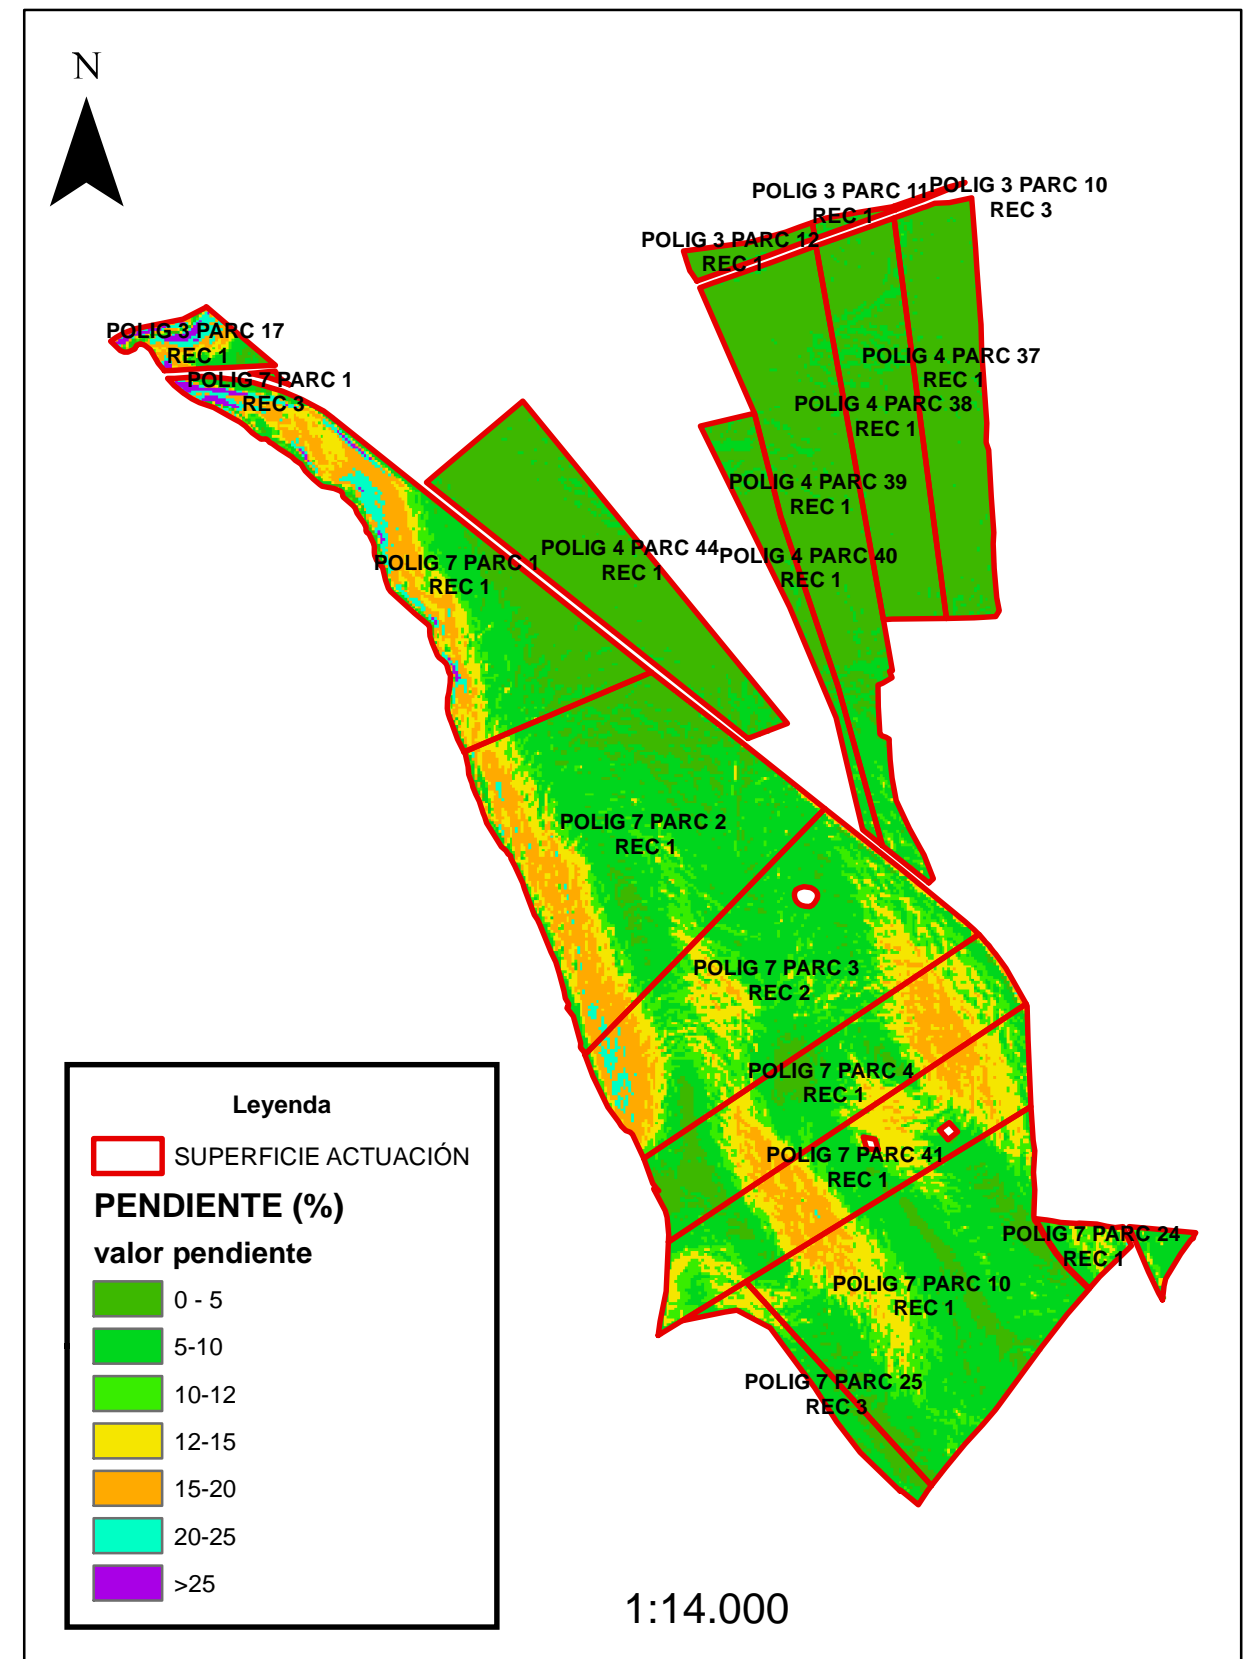 N
POLIG 3 PARC 11
REC 1
POLIG 3 PARC 10
REC 3
POLIG 3 PARC 12
REC 1
POLIG 3 PARC 17
REC 1
POLIG 7 PARC 1
REC 3
POLIG 4 PARC 37
REC 1
POLIG 4 PARC 38
REC 1
POLIG 4 PARC 39
REC 1
POLIG 4 PARC 44
REC 1
POLIG 4 PARC 40
REC 1
POLIG 7 PARC 1
REC 1
POLIG 7 PARC 2
REC 1
POLIG 7 PARC 3
REC 2
POLIG 7 PARC 4
REC 1
POLIG 7 PARC 41
REC 1
POLIG 7 PARC 24
REC 1
POLIG 7 PARC 10
REC 1
POLIG 7 PARC 25
REC 3
Leyenda
SUPERFICIE ACTUACIÓN
PENDIENTE (%)
valor pendiente
0 - 5
5-10
10-12
12-15
15-20
20-25
>25
1:14.000